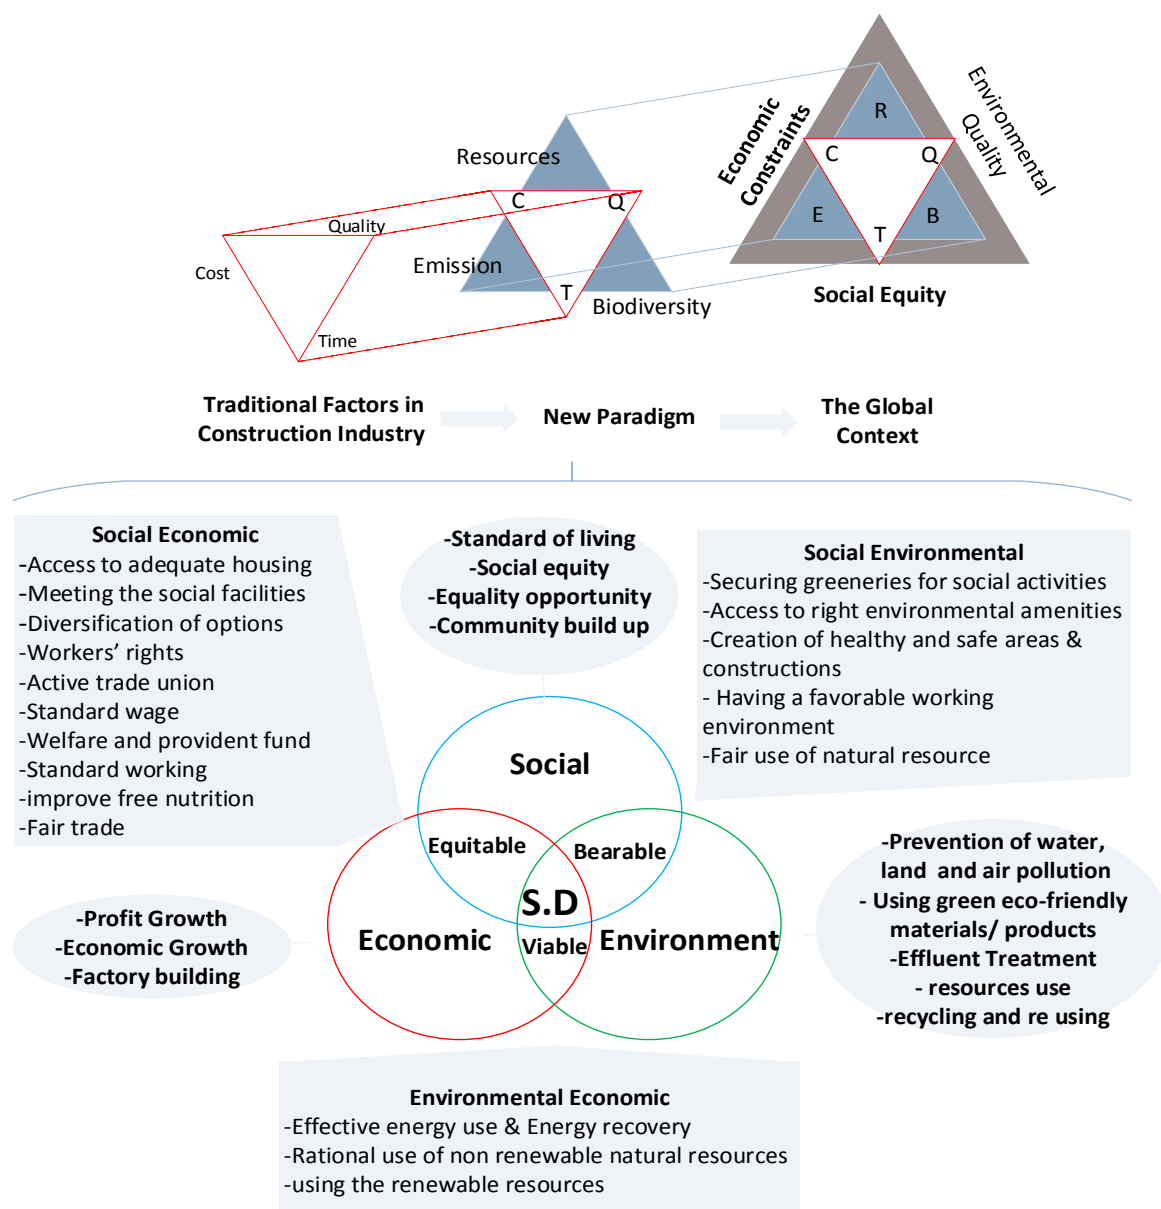 Resources
C
Q
Emission
T
Biodiversity
Quality
Cost
Time
Economic
Constraints
Environmental
Quality
R
C
Q
E
B
T
Social Equity
Traditional Factors in
Construction Industry
New Paradigm
The Global
Context
Social Economic
-Access to adequate housing
-Meeting the social facilities
-Diversification of options
-Workers' rights
-Active trade union
-Standard wage
-Welfare and provident fund
-Standard working
-improve free nutrition
-Fair trade
-Standard of living
-Social equity
-Equality opportunity
-Community build up
Social Environmental
-Securing greeneries for social activities
-Access to right environmental amenities
-Creation of healthy and safe areas &
constructions
- Having a favorable working
environment
-Fair use of natural resource
Social
Equitable
Bearable
S.D
Economic
Viable
Environment
-Profit Growth
-Economic Growth
-Factory building
-Prevention of water,
land and air pollution
- Using green eco-friendly
materials/ products
-Effluent Treatment
- resources use
-recycling and re using
Environmental Economic
-Effective energy use & Energy recovery
-Rational use of non renewable natural resources
-using the renewable resources